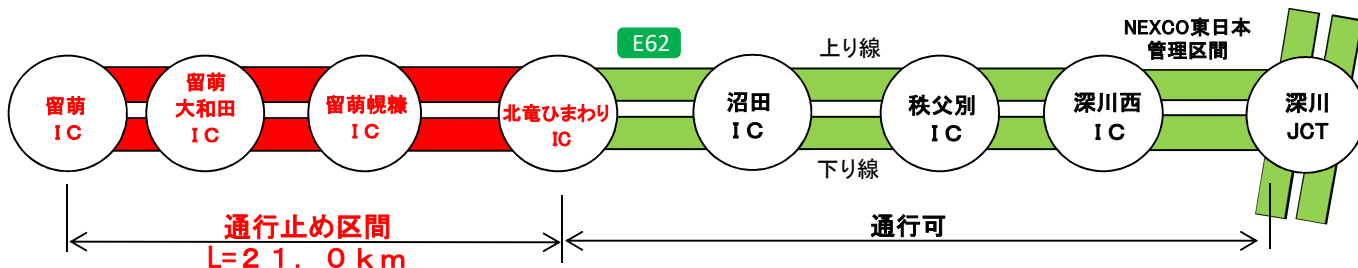 E62
上り線
NEXCO東日本
管理区間
留萌
IC
留萌
大和田
IC
留萌幌糠
IC
北竜ひまわり
IC
沼田
IC
秩父別
IC
深川西
IC
深川
JCT
下り線
通行止め区間
L=21．0km
通行可